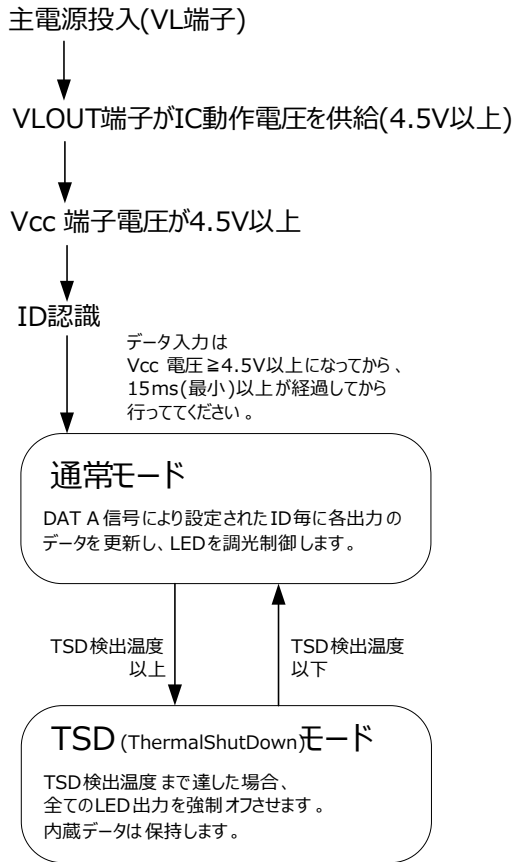 主電源投入(VL端子)
VLOUT端子がIC動作電圧を供給(4.5V以上)
Vcc 端子電圧が4.5V以上
ID認識
データ入力は
Vcc 電圧≧4.5V以上になってから、
15ms(最小)以上が経過してから
行っててください。
通常モード
DAT A 信号により設定されたID毎に各出力の
データを更新し、LEDを調光制御します。
TSD検出温度
以上
TSD検出温度
以下
TSD (ThermalShutDown)モード
TSD検出温度まで達した場合、
全てのLED出力を強制オフさせます。
内蔵データは保持します。